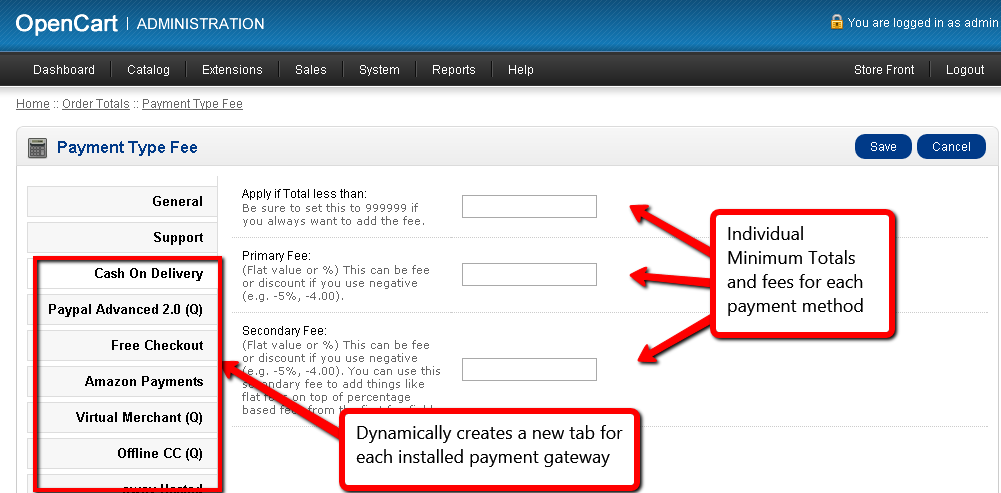 OpenCart | ADMINISTRATION
You are logged in as admin
Dashboard Catalog Extensions Sales System Reports Help Store Front Logout
Home :: Order Totals :: Payment Type Fee
Payment Type Fee
Save Cancel
General
Support
Cash On Delivery
Paypal Advanced 2.0 (Q)
Free Checkout
Amazon Payments
Virtual Merchant (Q)
Offline CC (Q)
Hosted
Apply if Total less than:
Be sure to set this to 999999 if
you always want to add the fee.
Primary Fee:
(Flat value or %) This can be fee
or discount if you use negative
(e.g. -5%, -4.00).
Secondary Fee:
(Flat value or %) This can be fee
or discount if you use negative
(e.g. -5%, -4.00). You can use this
secondary fee to add things like
flat fees on top of percentage
based fees from the first fee field
Individual
Minimum Totals
and fees for each
payment method
Dynamically creates a new tab for
each installed payment gateway